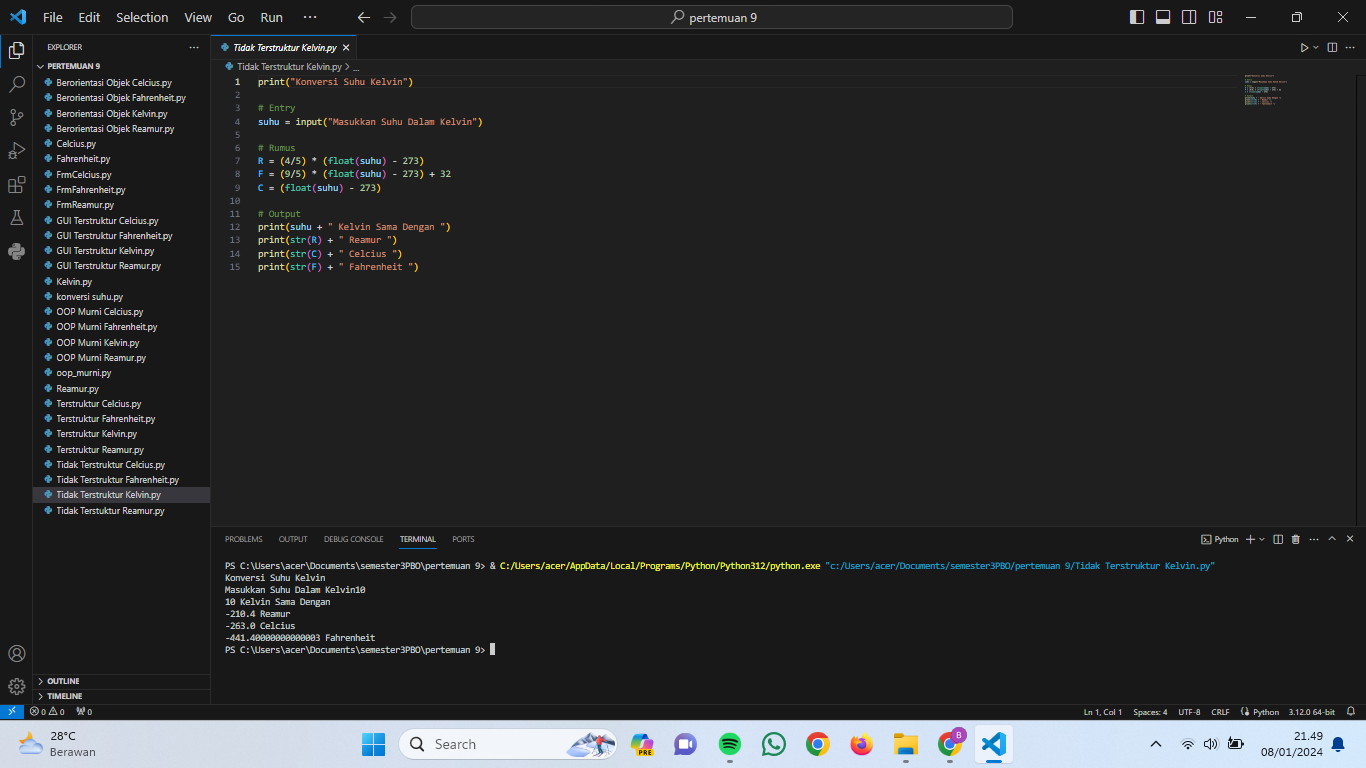 File Edit Selection View Go Run ···
pertemuan 9
EXPLORER ···
PERTEMUAN 9
Berorientasi Objek Celcius.py
Berorientasi Objek Fahrenheit.py
Berorientasi Objek Kelvin.py
Berorientasi Objek Reamur.py
Celcius.py
Fahrenheit.py
FrmCelcius.py
FrmFahrenheit.py
FrmReamur.py
GUI Terstruktur Celcius.py
GUI Terstruktur Fahrenheit.py
GUI Terstruktur Kelvin.py
GUI Terstruktur Reamur.py
Kelvin.py
konversi suhu.py
OOP Murni Celcius.py
OOP Murni Fahrenheit.py
OOP Murni Kelvin.py
OOP Murni Reamur.py
oop_murni.py
Reamur.py
Terstruktur Celcius.py
Terstruktur Fahrenheit.py
Terstruktur Kelvin.py
Terstruktur Reamur.py
Tidak Terstruktur Celcius.py
Tidak Terstruktur Fahrenheit.py
Tidak Terstruktur Kelvin.py
Tidak Terstuktur Reamur.py
OUTLINE
TIMELINE
Tidak Terstruktur Kelvin.py
Tidak Terstruktur Kelvin.py > ...
1 print("Konversi Suhu Kelvin")
2
3 # Entry
4 suhu = input("Masukkan Suhu Dalam Kelvin")
5
6 # Rumus
7 R = (4/5) * (float(suhu) - 273)
8 F = (9/5) * (float(suhu) - 273) + 32
9 C = (float(suhu) - 273)
10
11 # Output
12 print(suhu + " Kelvin Sama Dengan ")
13 print(str(R) + " Reamur ")
14 print(str(C) + " Celcius ")
15 print(str(F) + " Fahrenheit ")
PROBLEMS OUTPUT DEBUG CONSOLE TERMINAL PORTS
Python
PS C:\Users\acer\Documents\semester3PBO\pertemuan 9> & C:/Users/acer/AppData/Local/Programs/Python/Python312/python.exe "c:/Users/acer/Documents/semester3PBO/pertemuan 9/Tidak Terstruktur Kelvin.py"
Konversi Suhu Kelvin
Masukkan Suhu Dalam Kelvin10
10 Kelvin Sama Dengan
-210.4 Reamur
-263.0 Celcius
-441.40000000000003 Fahrenheit
PS C:\Users\acer\Documents\semester3PBO\pertemuan 9>
0 0 0
Ln 1, Col 1 Spaces: 4 UTF-8 CRLF Python 3.12.0 64-bit
28°C
Berawan
Search
PRE
B
21.49
08/01/2024